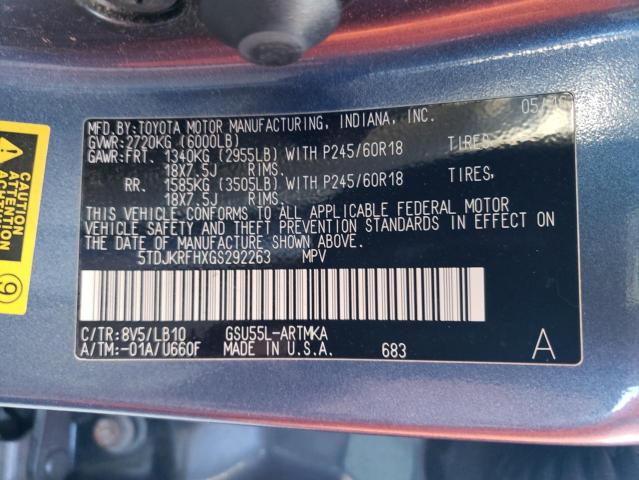 MFD.BY:TOYOTA MOTOR MANUFACTURING, INDIANA, INC. 05/16
GVWR:2720KG (6000LB)
GAWR:FRT. 1340KG (2955LB) WITH P245/60R18 TIRES,
18X7.5J RIMS.
RR. 1585KG (3505LB) WITH P245/60R18 TIRES,
18X7.5J RIMS.
THIS VEHICLE CONFORMS TO ALL APPLICABLE FEDERAL MOTOR
VEHICLE SAFETY AND THEFT PREVENTION STANDARDS IN EFFECT ON
THE DATE OF MANUFACTURE SHOWN ABOVE.
5TDJKRFHXGS292263 MPV
C/TR:8V5/LB10 GSU55L-ARTMKA
A/TM:-01A/U660F MADE IN U.S.A. 683 A
CAUTION
ATTENTION
9